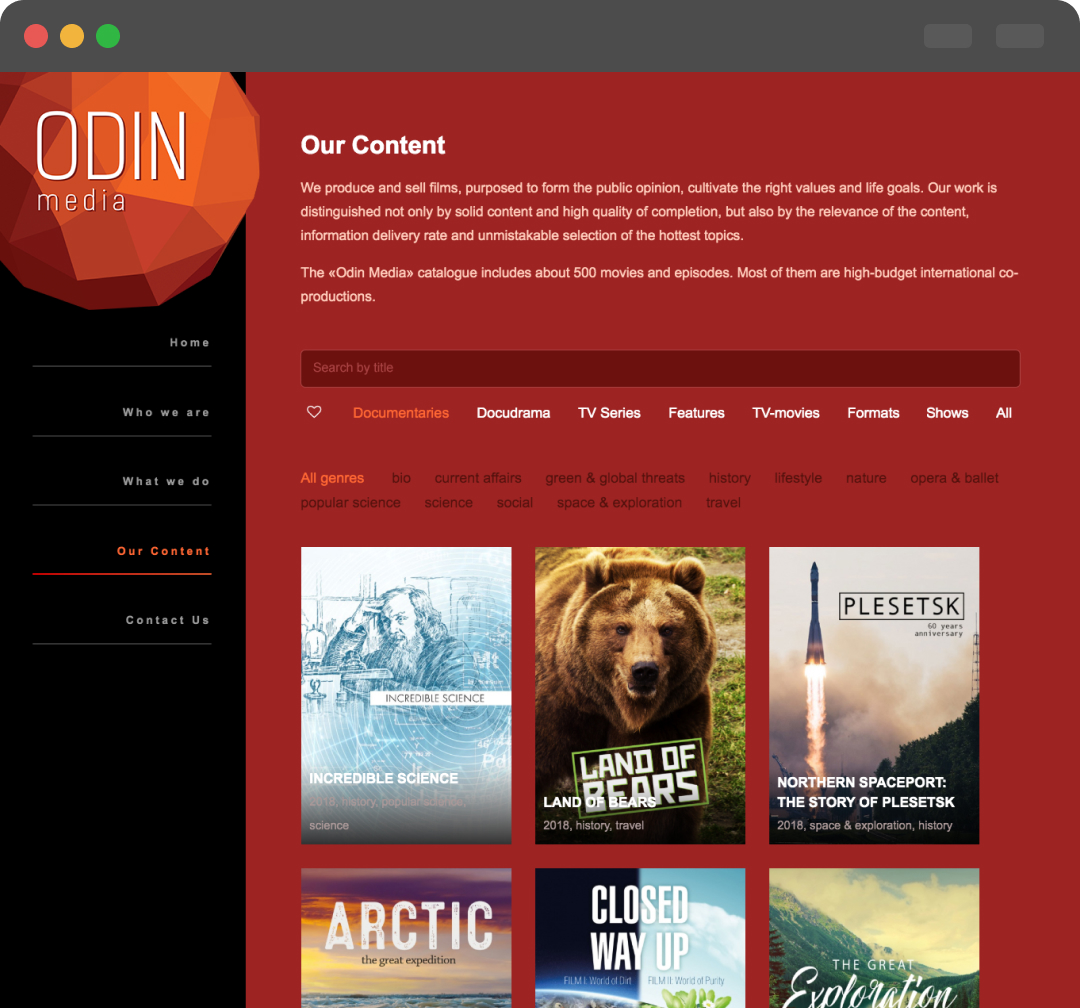 ODIN
media
Home
Who we are
What we do
Our Content
Contact Us
Our Content
We produce and sell films, purposed to form the public opinion, cultivate the right values and life goals. Our work is
distinguished not only by solid content and high quality of completion, but also by the relevance of the content,
information delivery rate and unmistakable selection of the hottest topics.
The «Odin Media» catalogue includes about 500 movies and episodes. Most of them are high-budget international co-
productions.
Search by title
Documentaries Docudrama TV Series Features TV-movies Formats Shows All
All genres bio current affairs green & global threats history lifestyle nature opera & ballet
popular science science social space & exploration travel
INCREDIBLE SCIENCE
Pd
INCREDIBLE SCIENCE
2018, history, popular science,
science
LAND OF
BEARS
LAND OF BEARS
2018, history, travel
PLESETSK
60 years
anniversary
NORTHERN SPACEPORT:
THE STORY OF PLESETSK
2018, space & exploration, history
ARCTIC
the great expedition
CLOSED
WAY UP
FILM I: World of Dirt FILM II: World of Purity
THE GREAT
Exploration